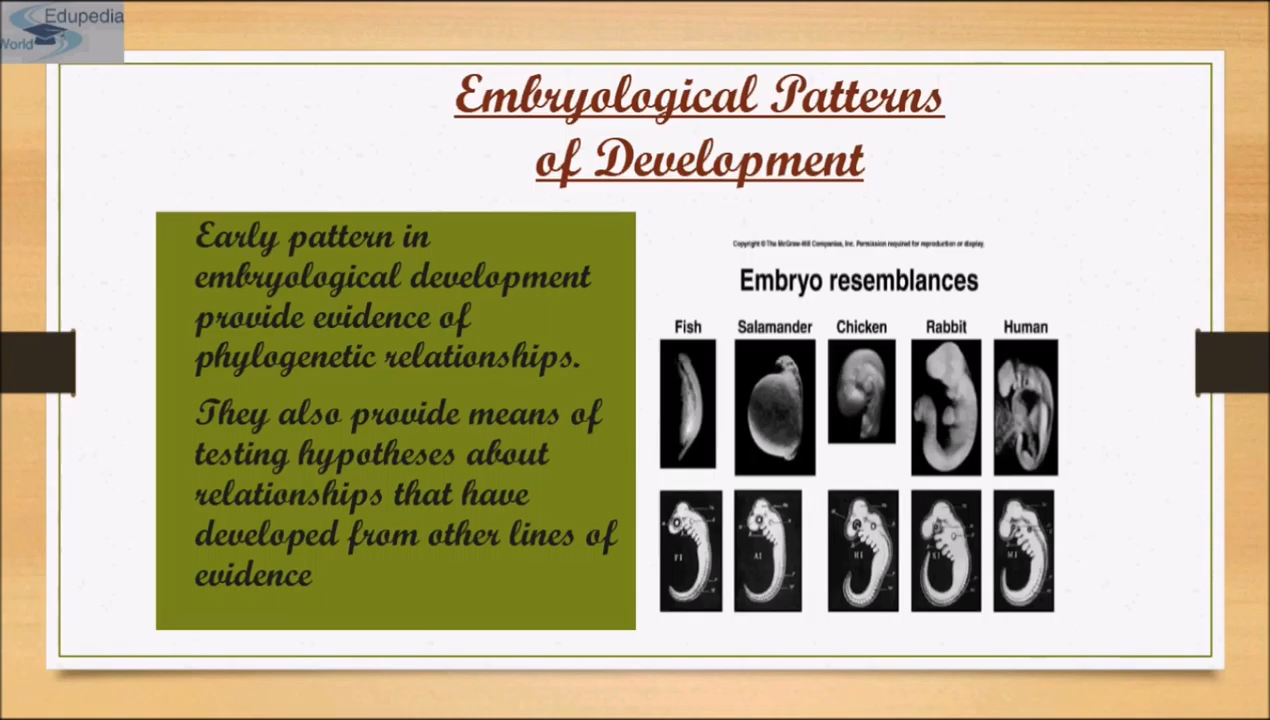 Edupedia
World
Embryological Patterns
of Development
Early pattern in
embryological development
provide evidence of
phylogenetic relationships.
They also provide means of
testing hypotheses about
relationships that have
developed from other lines of
evidence
Copyright © The McGraw-Hill Companies, Inc. Permission required for reproduction or display.
Embryo resemblances
Fish Salamander Chicken Rabbit Human